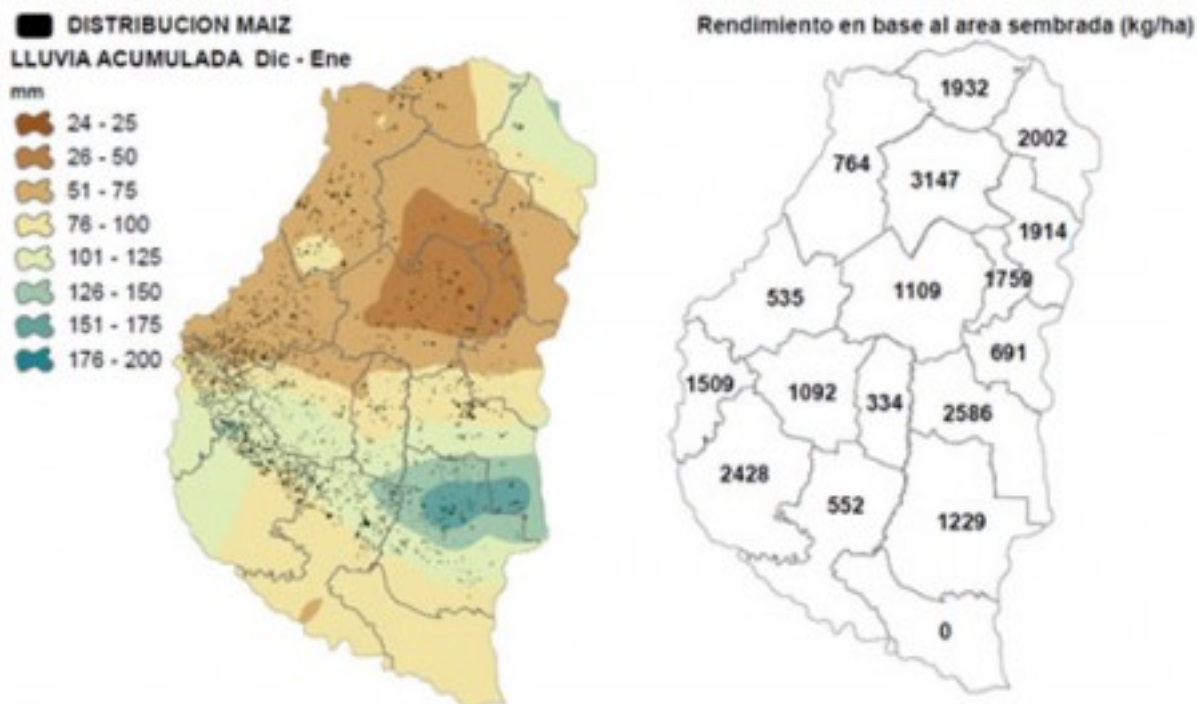 DISTRIBUCION MAIZ
LLUVIA ACUMULADA Dic - Ene
mm
24 - 25
26 - 50
51 - 75
76 - 100
101 - 125
126 - 150
151 - 175
176 - 200
Rendimiento en base al area sembrada (kg/ha)
1932
2002
764
3147
1914
1759
535
1109
691
1509
1092
334
2586
2428
552
1229
0